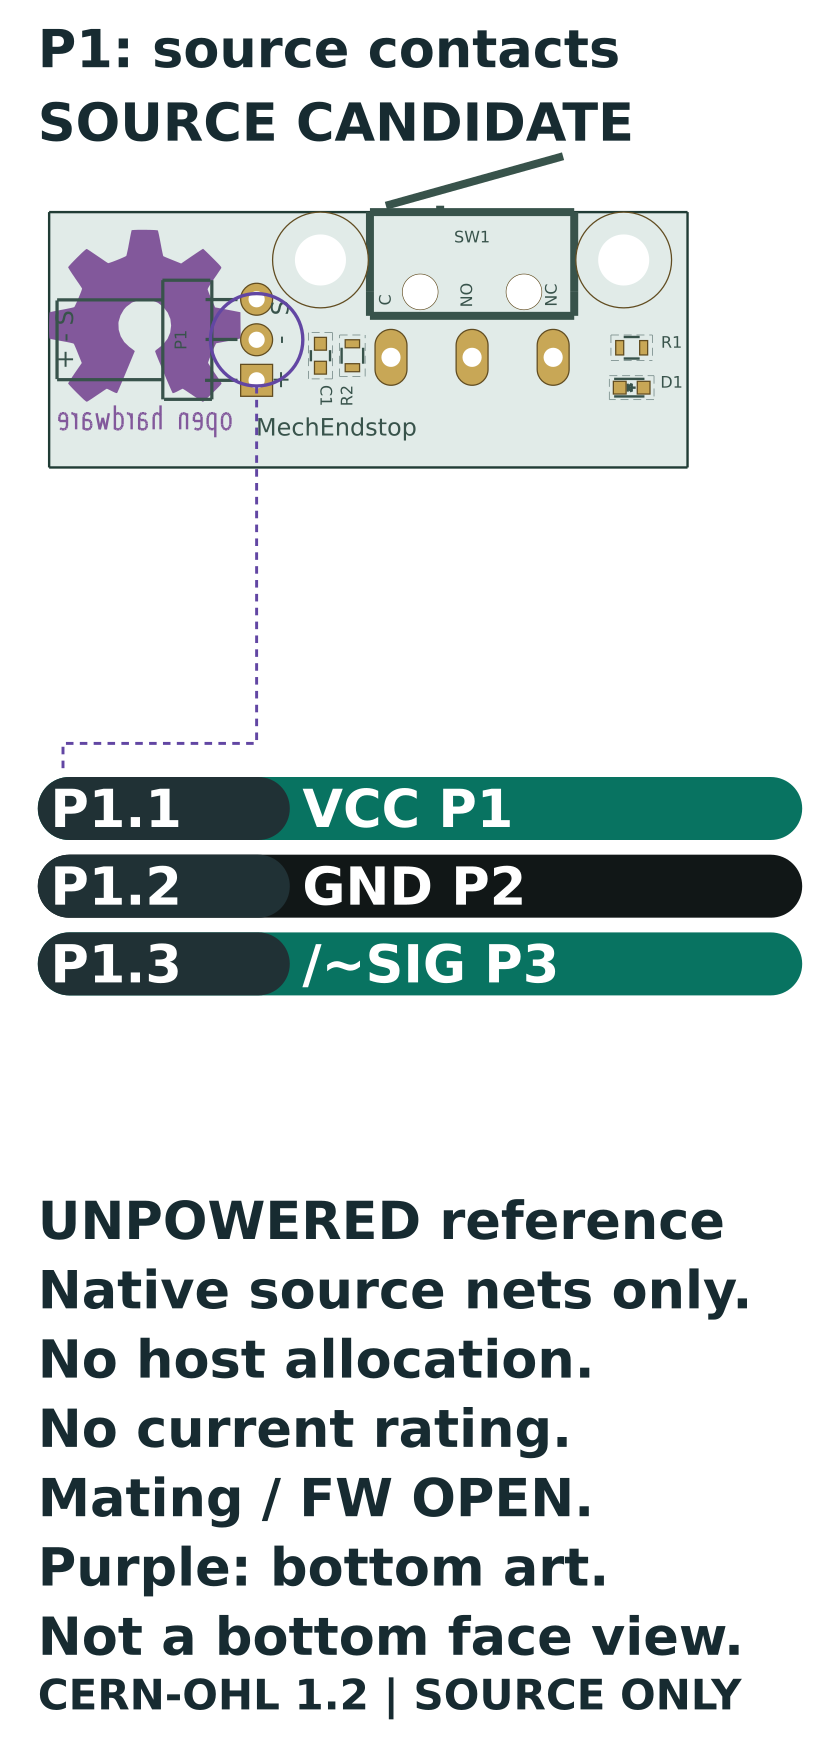 P1: source contacts
SOURCE CANDIDATE
SW1
C
NO
NC
S
-
+
P1
S
-
+
C1
R2
R1
D1
open hardware
MechEndstop
P1.1 VCC P1
P1.2 GND P2
P1.3 /~SIG P3
UNPOWERED reference
Native source nets only.
No host allocation.
No current rating.
Mating / FW OPEN.
Purple: bottom art.
Not a bottom face view.
CERN-OHL 1.2 | SOURCE ONLY